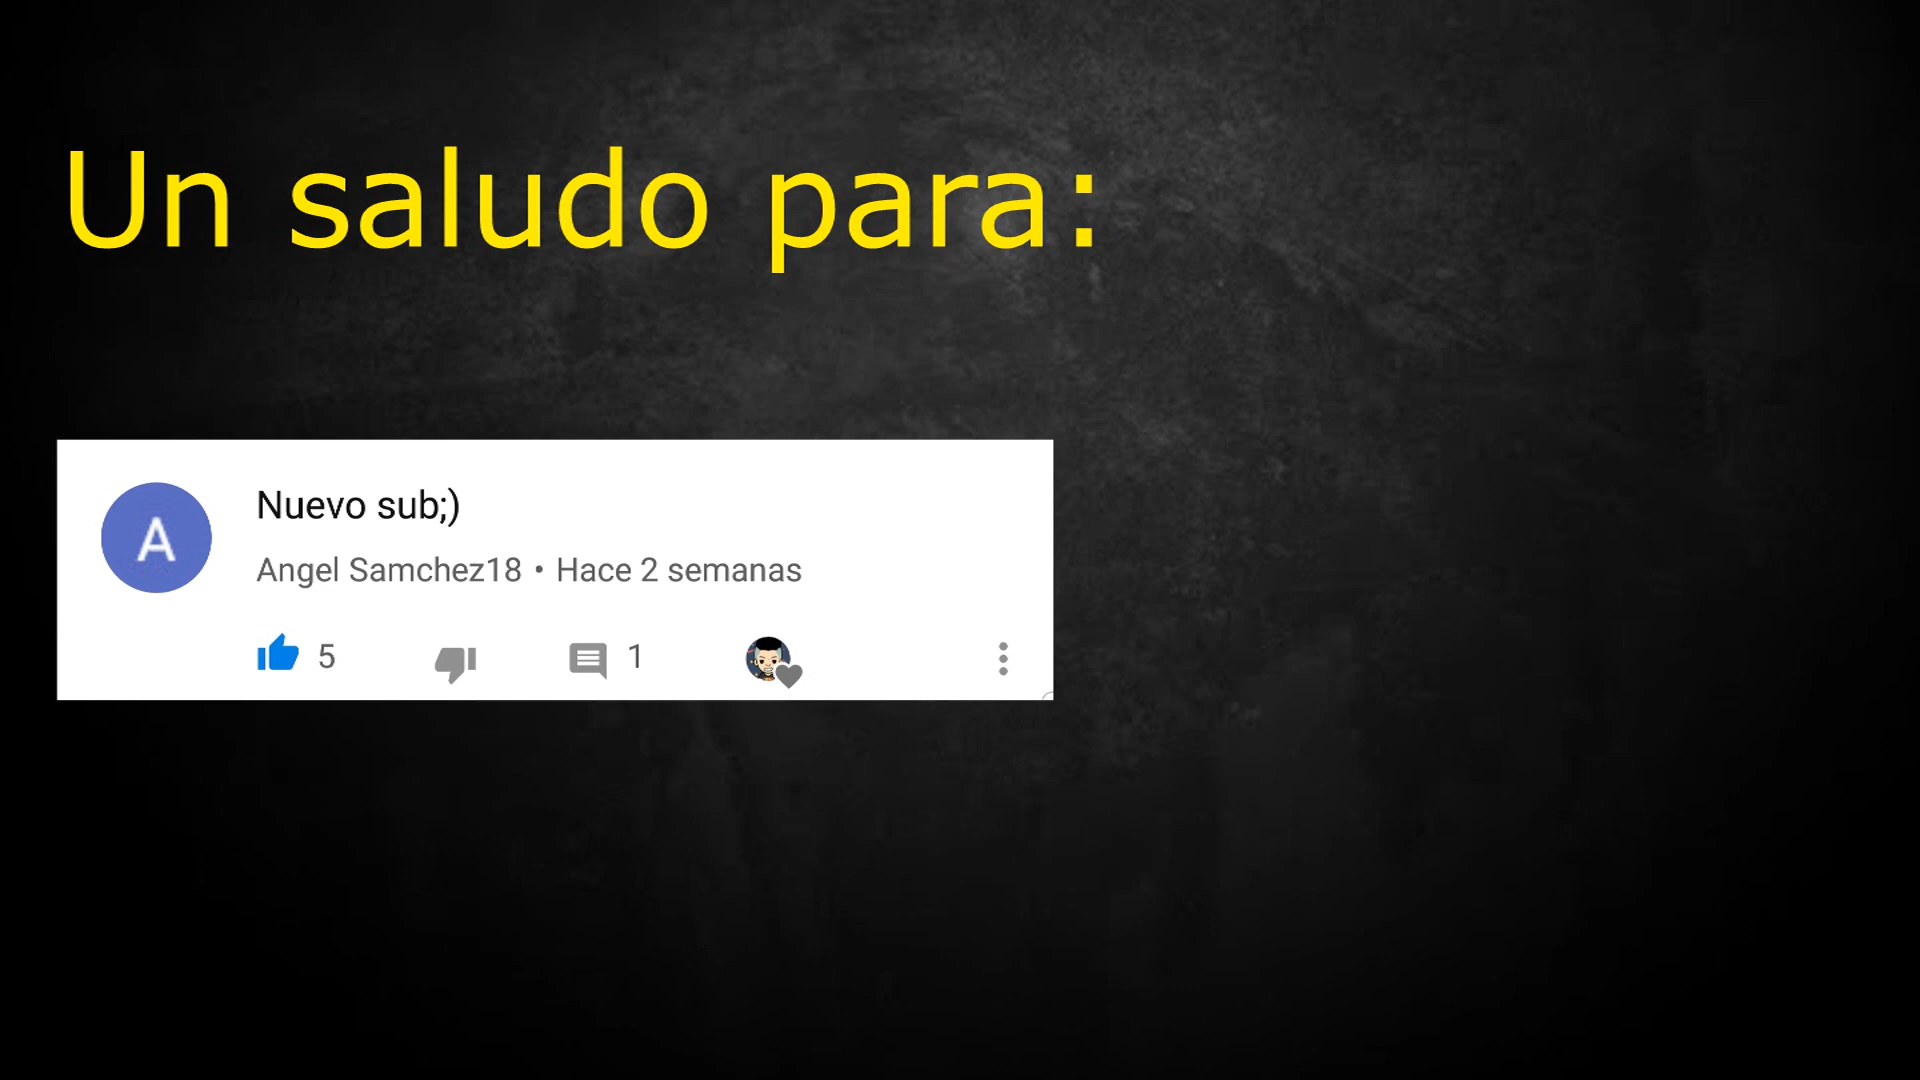 Un saludo para:
A
Nuevo sub;)
Angel Samchez18 • Hace 2 semanas
5
1